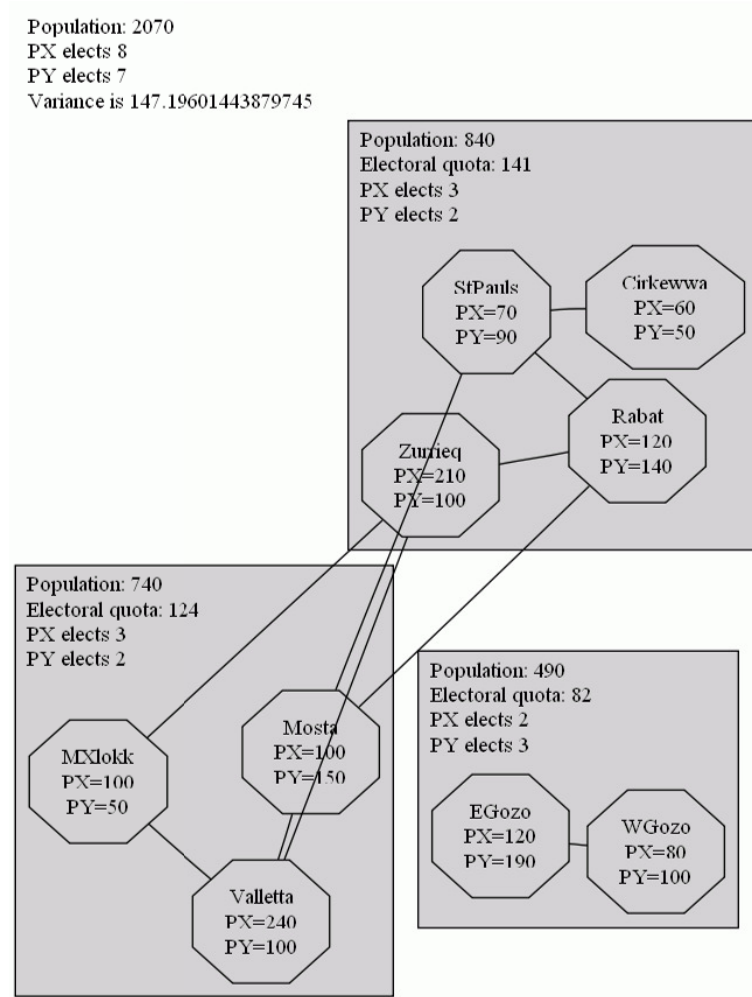 Population: 2070
PX elects 8
PY elects 7
Variance is 147.19601443879745
Population: 840
Electoral quota: 141
PX elects 3
PY elects 2
StPauls
PX=70
PY=90
Cirkewwa
PX=60
PY=50
Rabat
PX=120
PY=140
Zurrieq
PX=210
PY=100
Population: 740
Electoral quota: 124
PX elects 3
PY elects 2
MXlokk
PX=100
PY=50
Mosta
PX=100
PY=150
Valletta
PX=240
PY=100
Population: 490
Electoral quota: 82
PX elects 2
PY elects 3
EGozo
PX=120
PY=190
WGozo
PX=80
PY=100